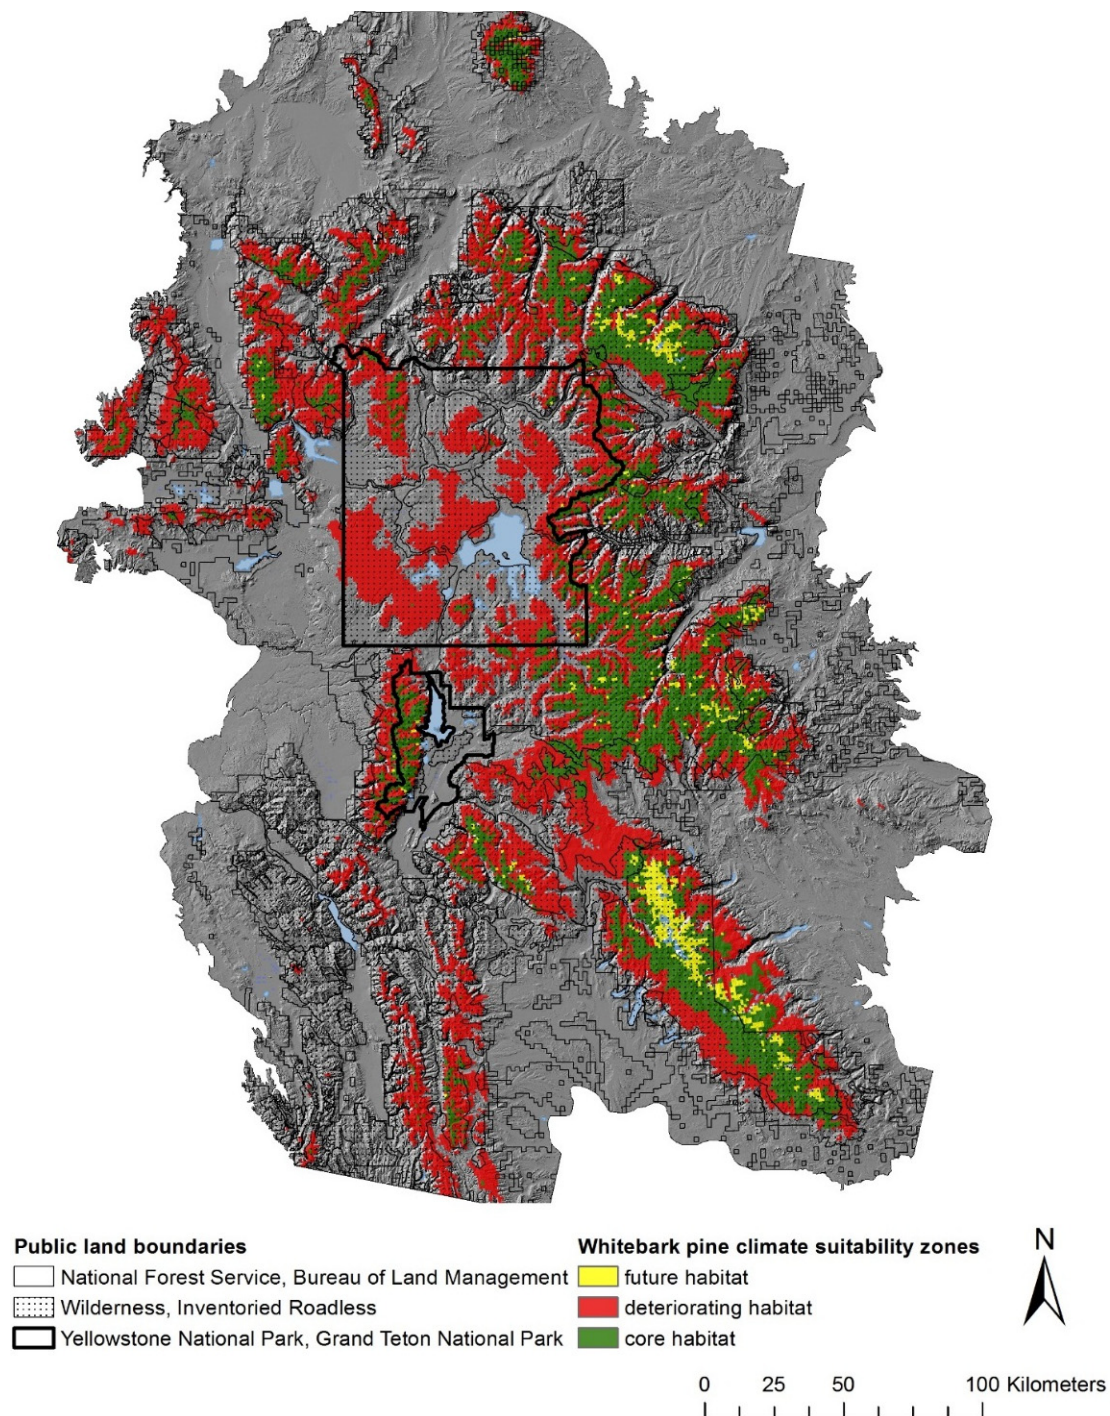 Public land boundaries
National Forest Service, Bureau of Land Management
Wilderness, Inventoried Roadless
Yellowstone National Park, Grand Teton National Park
Whitebark pine climate suitability zones
future habitat
deteriorating habitat
core habitat
N
0 25 50 100 Kilometers